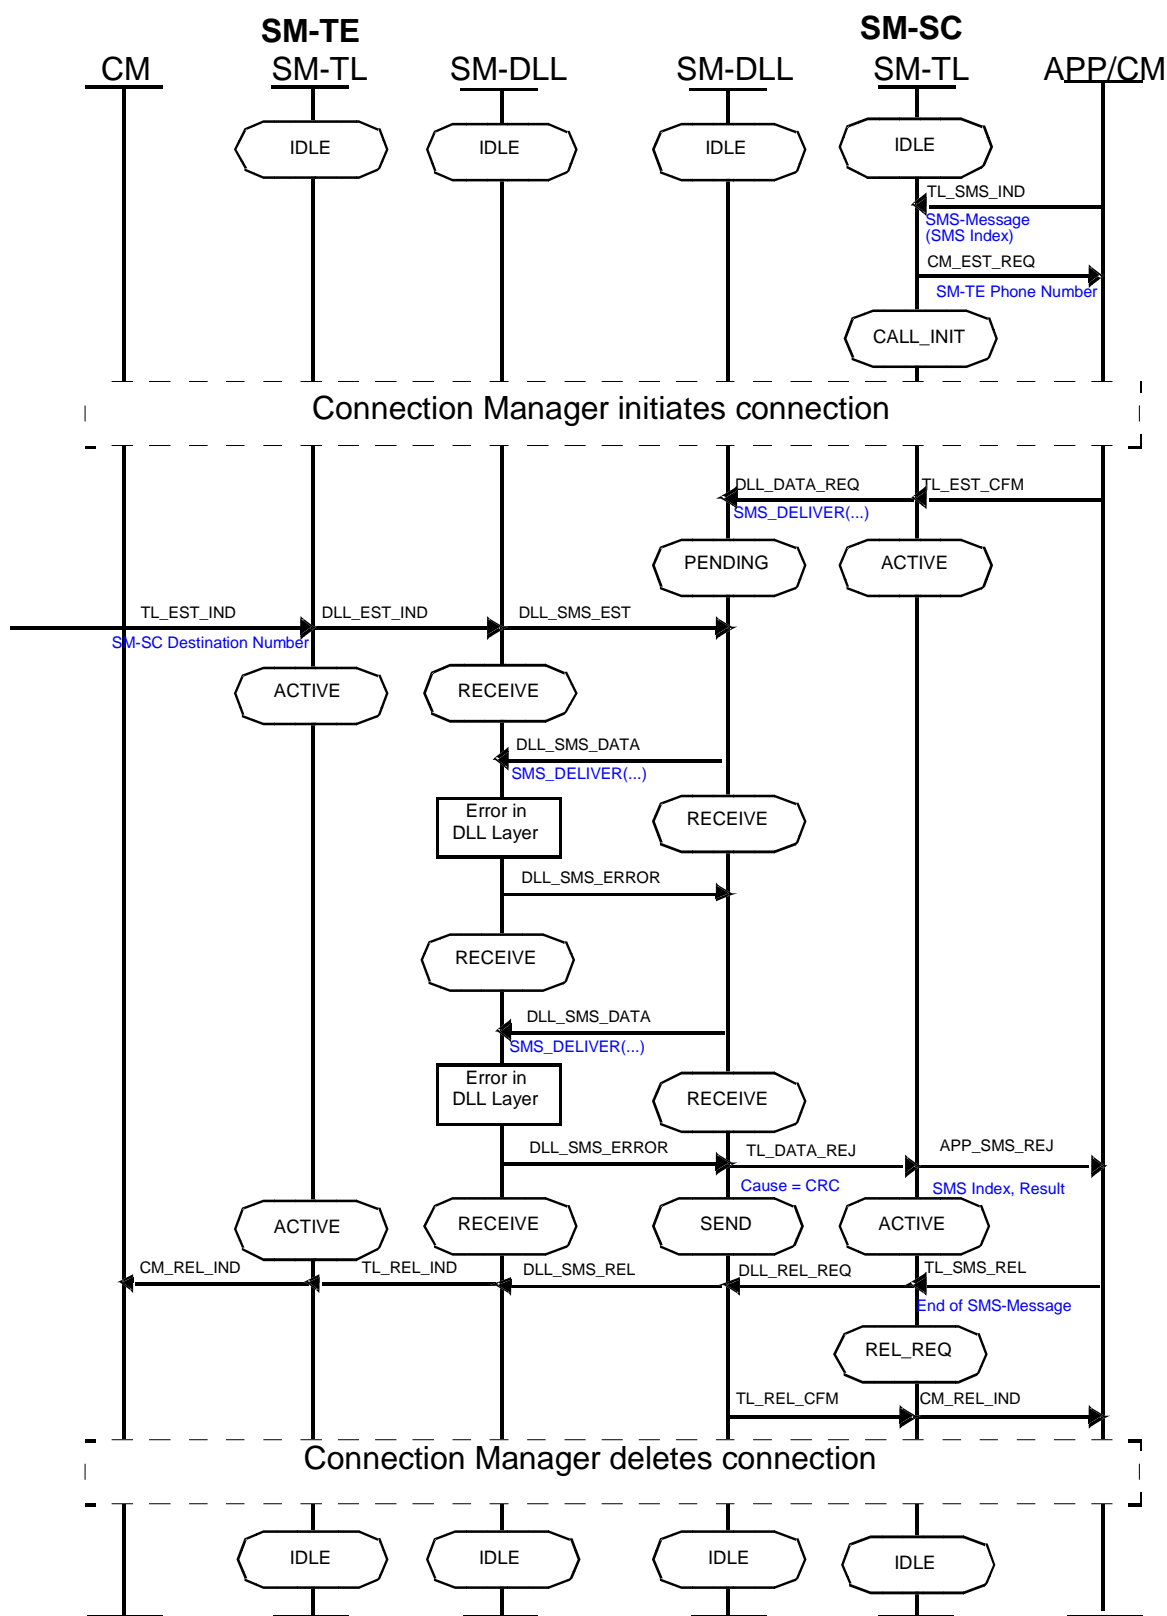 SM-TE
SM-SC
CM
SM-TL
SM-DLL
SM-DLL
SM-TL
APP/CM
IDLE
IDLE
IDLE
IDLE
TL_SMS_IND
SMS-Message
(SMS Index)
CM_EST_REQ
SM-TE Phone Number
CALL_INIT
Connection Manager initiates connection
DLL_DATA_REQ
TL_EST_CFM
SMS_DELIVER(...)
PENDING
ACTIVE
TL_EST_IND
DLL_EST_IND
DLL_SMS_EST
SM-SC Destination Number
ACTIVE
RECEIVE
DLL_SMS_DATA
SMS_DELIVER(...)
Error in
DLL Layer
RECEIVE
DLL_SMS_ERROR
RECEIVE
DLL_SMS_DATA
SMS_DELIVER(...)
Error in
DLL Layer
RECEIVE
DLL_SMS_ERROR
TL_DATA_REJ
APP_SMS_REJ
Cause = CRC
SMS Index, Result
ACTIVE
RECEIVE
SEND
ACTIVE
CM_REL_IND
TL_REL_IND
DLL_SMS_REL
DLL_REL_REQ
TL_SMS_REL
End of SMS-Message
REL_REQ
TL_REL_CFM
CM_REL_IND
Connection Manager deletes connection
IDLE
IDLE
IDLE
IDLE